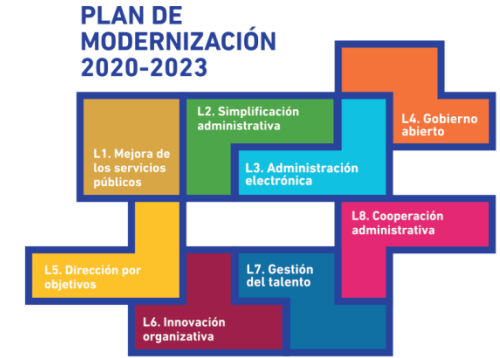 PLAN DE
MODERNIZACIÓN
2020-2023
L2. Simplificación
administrativa
L4. Gobierno
abierto
L1. Mejora de
los servicios
públicos
L3. Administración
electrónica
L8. Cooperación
administrativa
L5. Dirección por
objetivos
L7. Gestión
del talento
L6. Innovación
organizativa